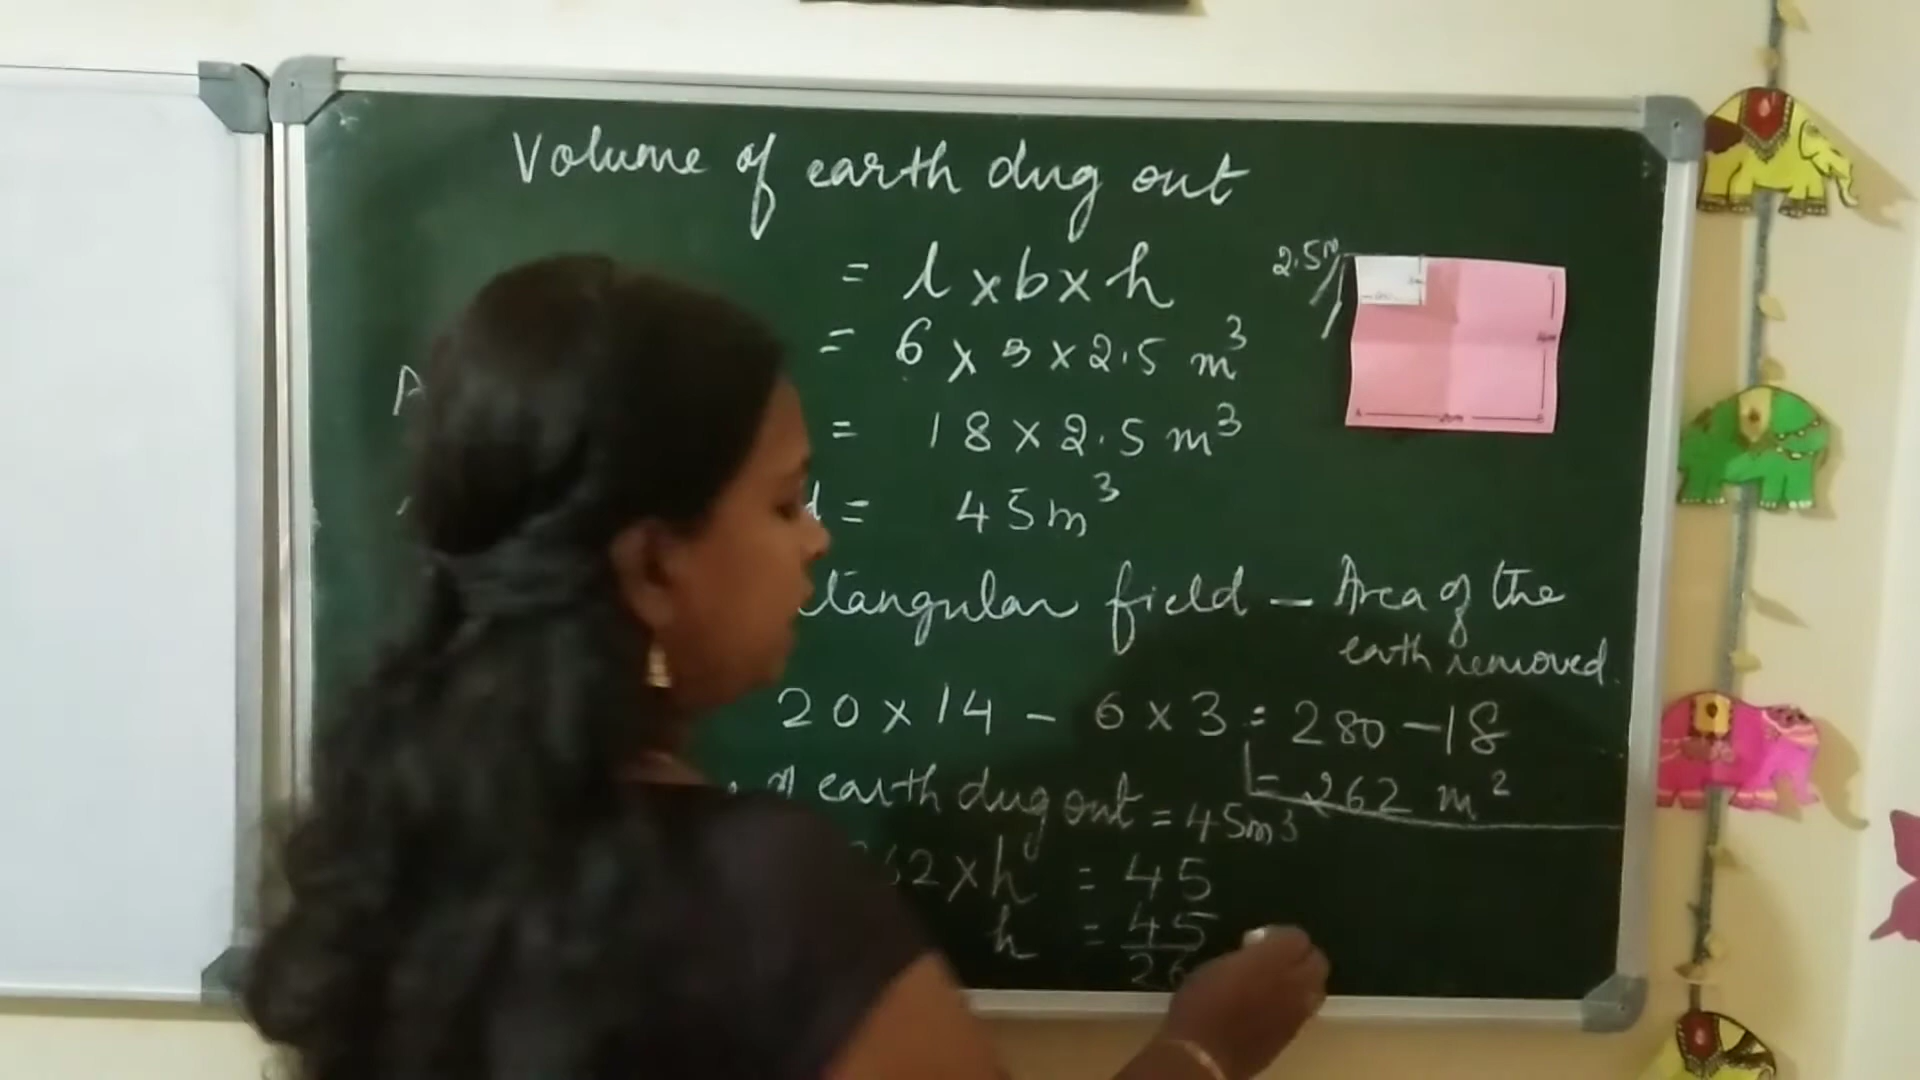 Volume of earth dug out
= l x b x h
2.5m
= 6 x 3 x 2.5 m³
A
= 18 x 2.5 m³
= 45m³
tangular field — Area of the
earth removed.
20 x 14 - 6 x 3 = 280 - 18
= 262 m²
of earth dug out = 45m³
62 x h = 45
h = 45
26